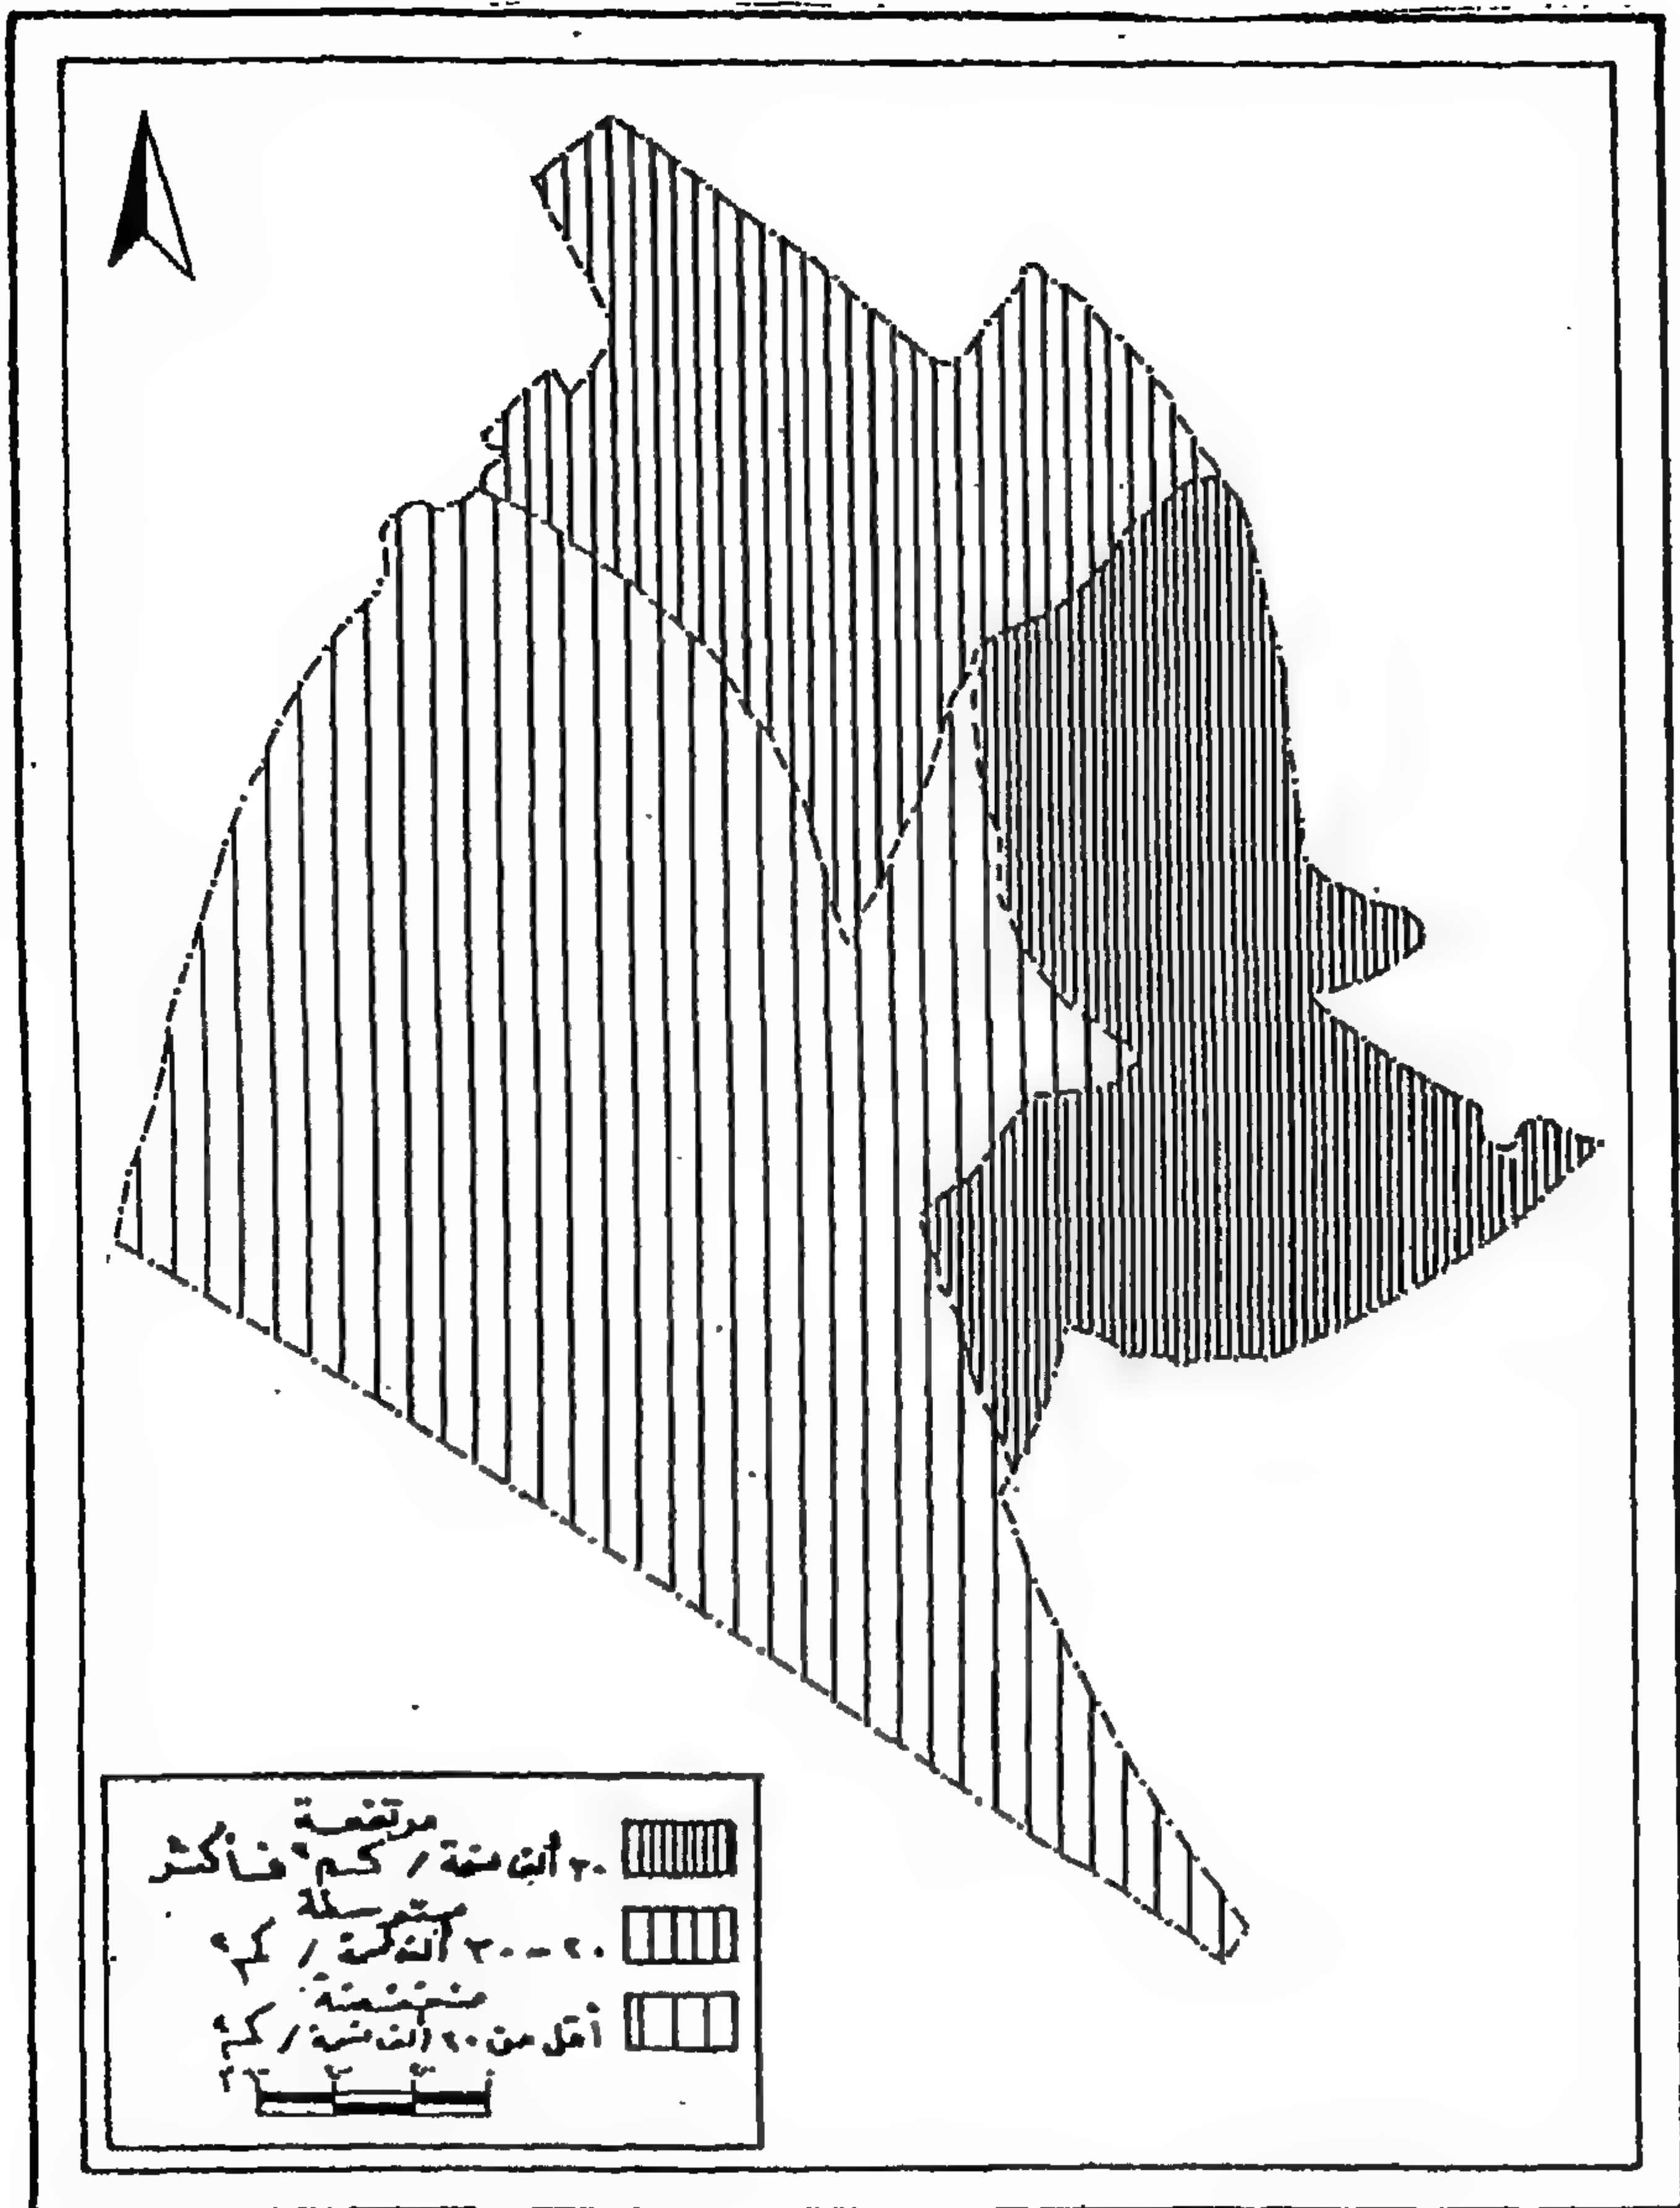 مرتفعة
٣٠ ألف نسمة / كم٢ فأكثر
متوسطة
٢٠ – ٣٠ ألف نسمة / كم٢
منخفضة
أقل من ٢٠ ألف نسمة / كم٢